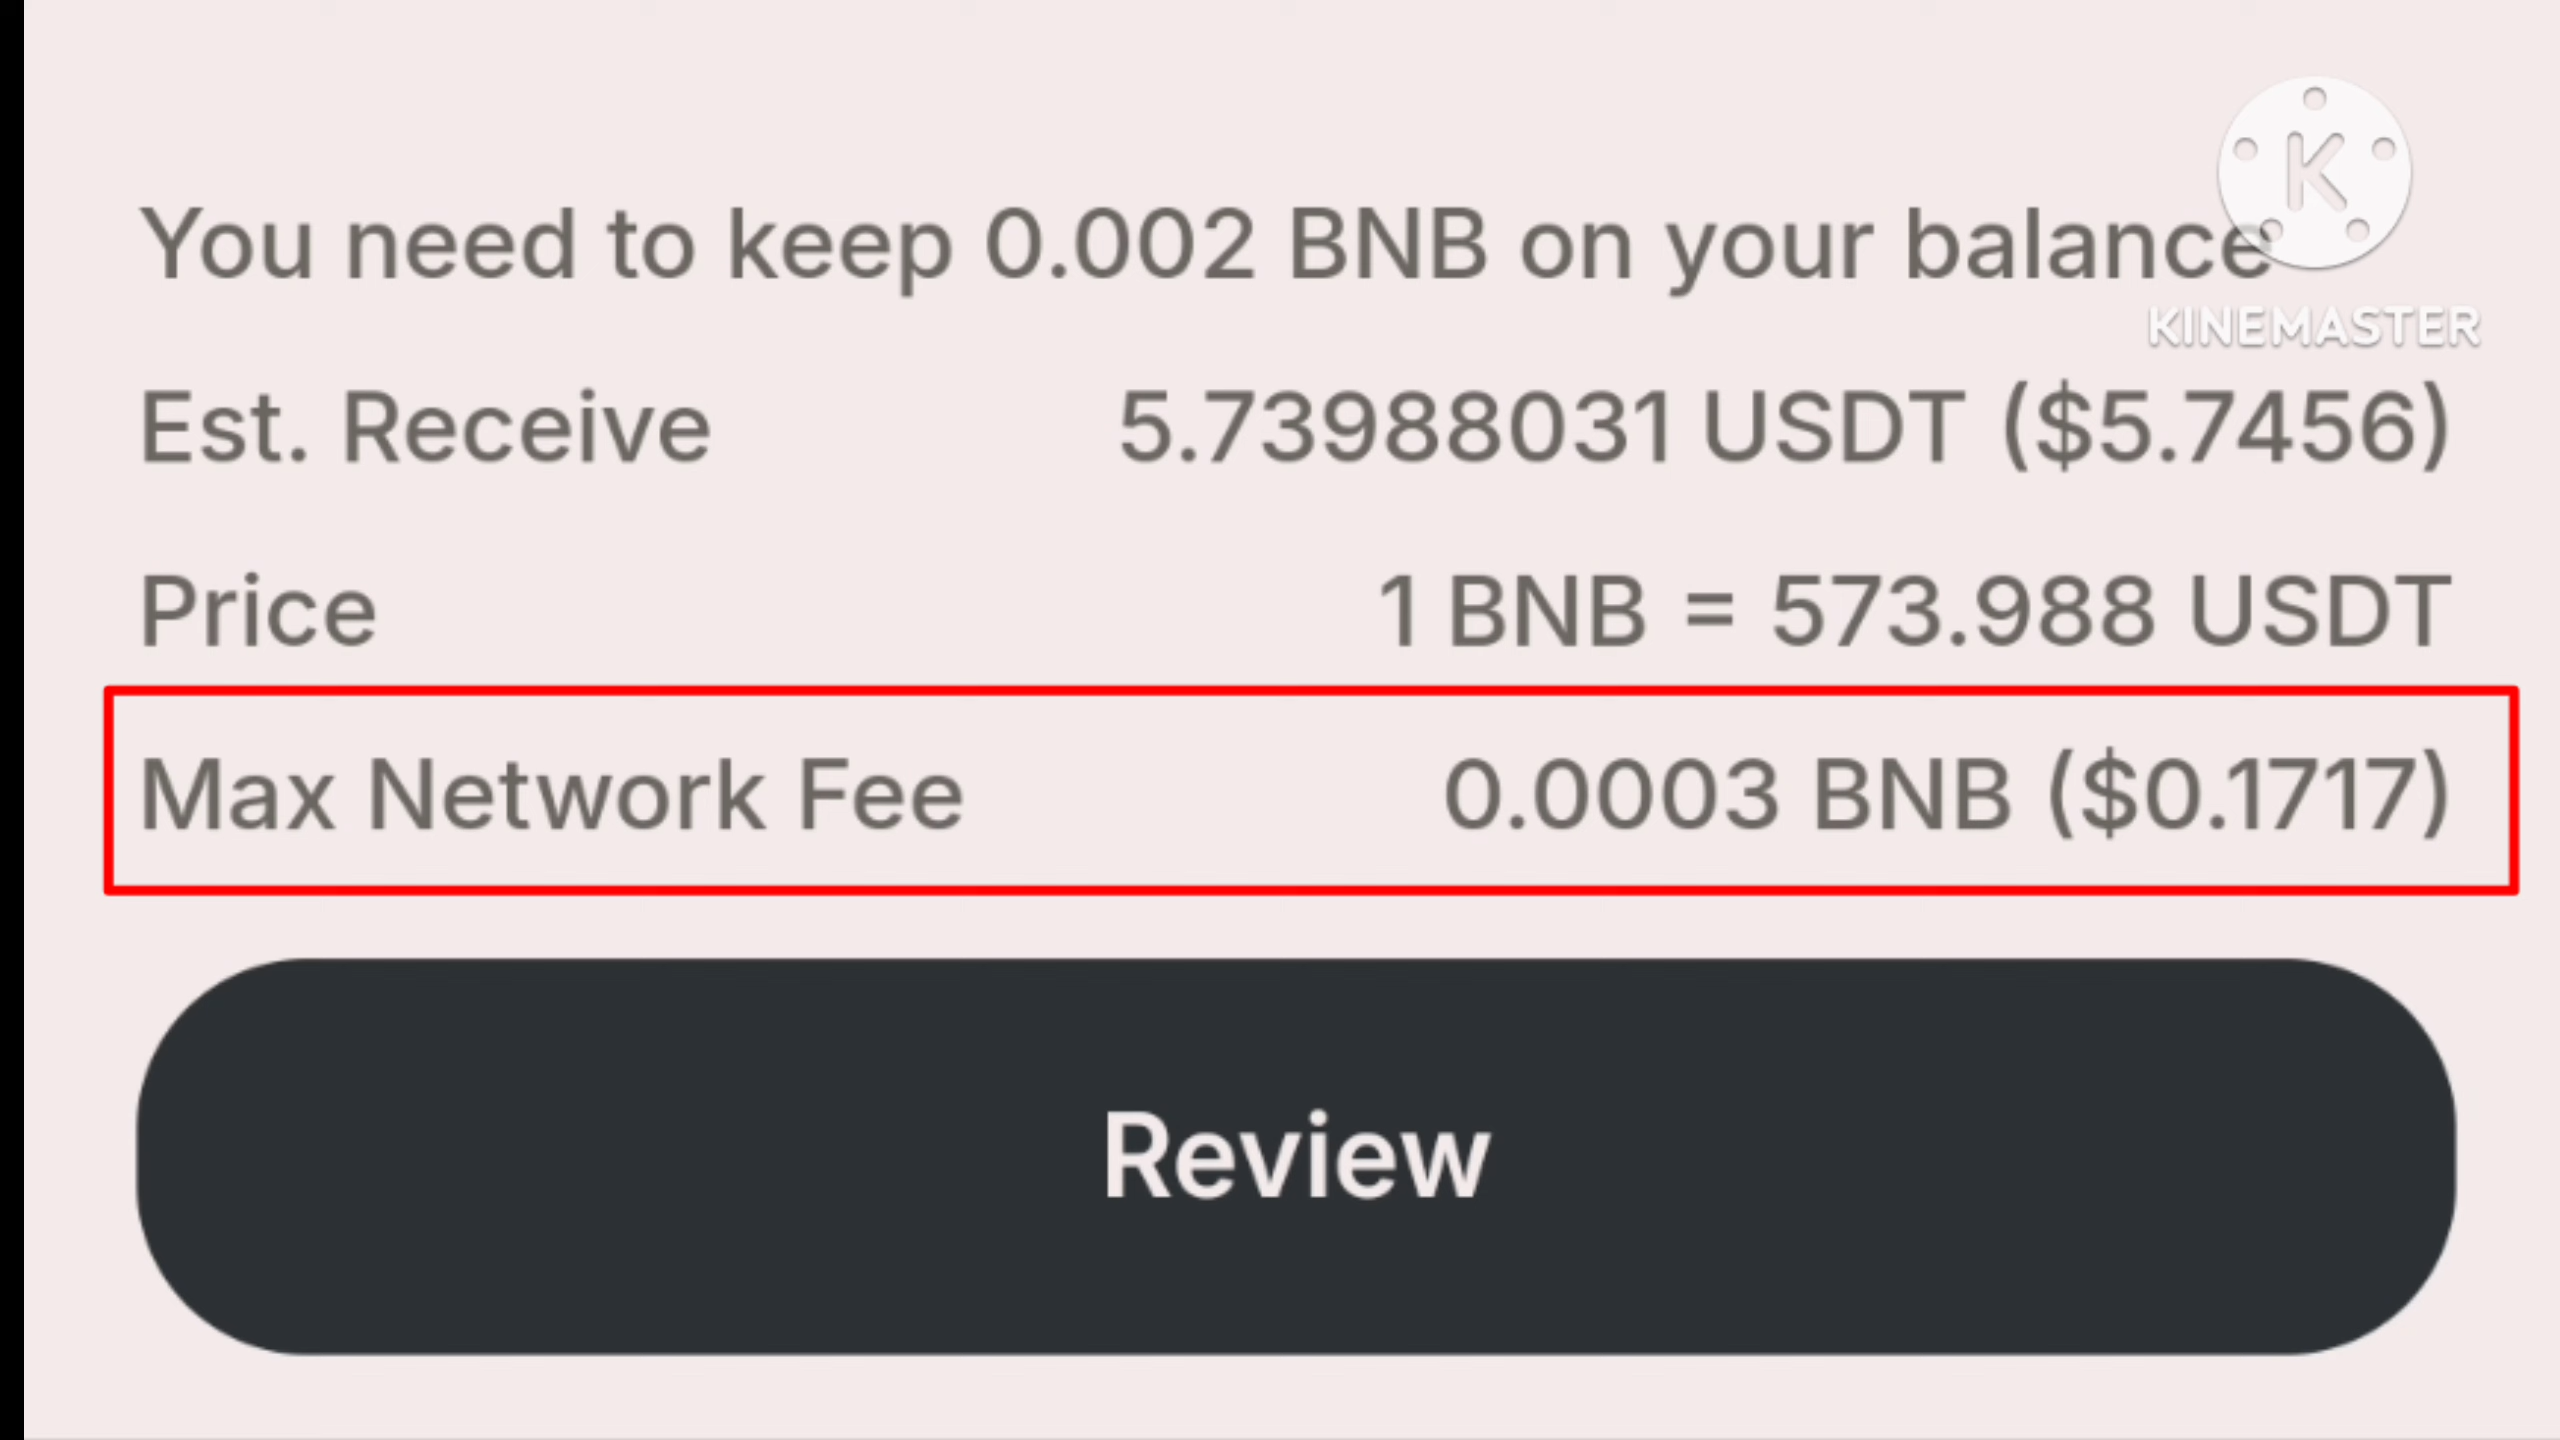 You need to keep 0.002 BNB on your balance
K
KINEMASTER
Est. Receive 5.73988031 USDT ($5.7456)
Price 1 BNB = 573.988 USDT
Max Network Fee 0.0003 BNB ($0.1717)
Review